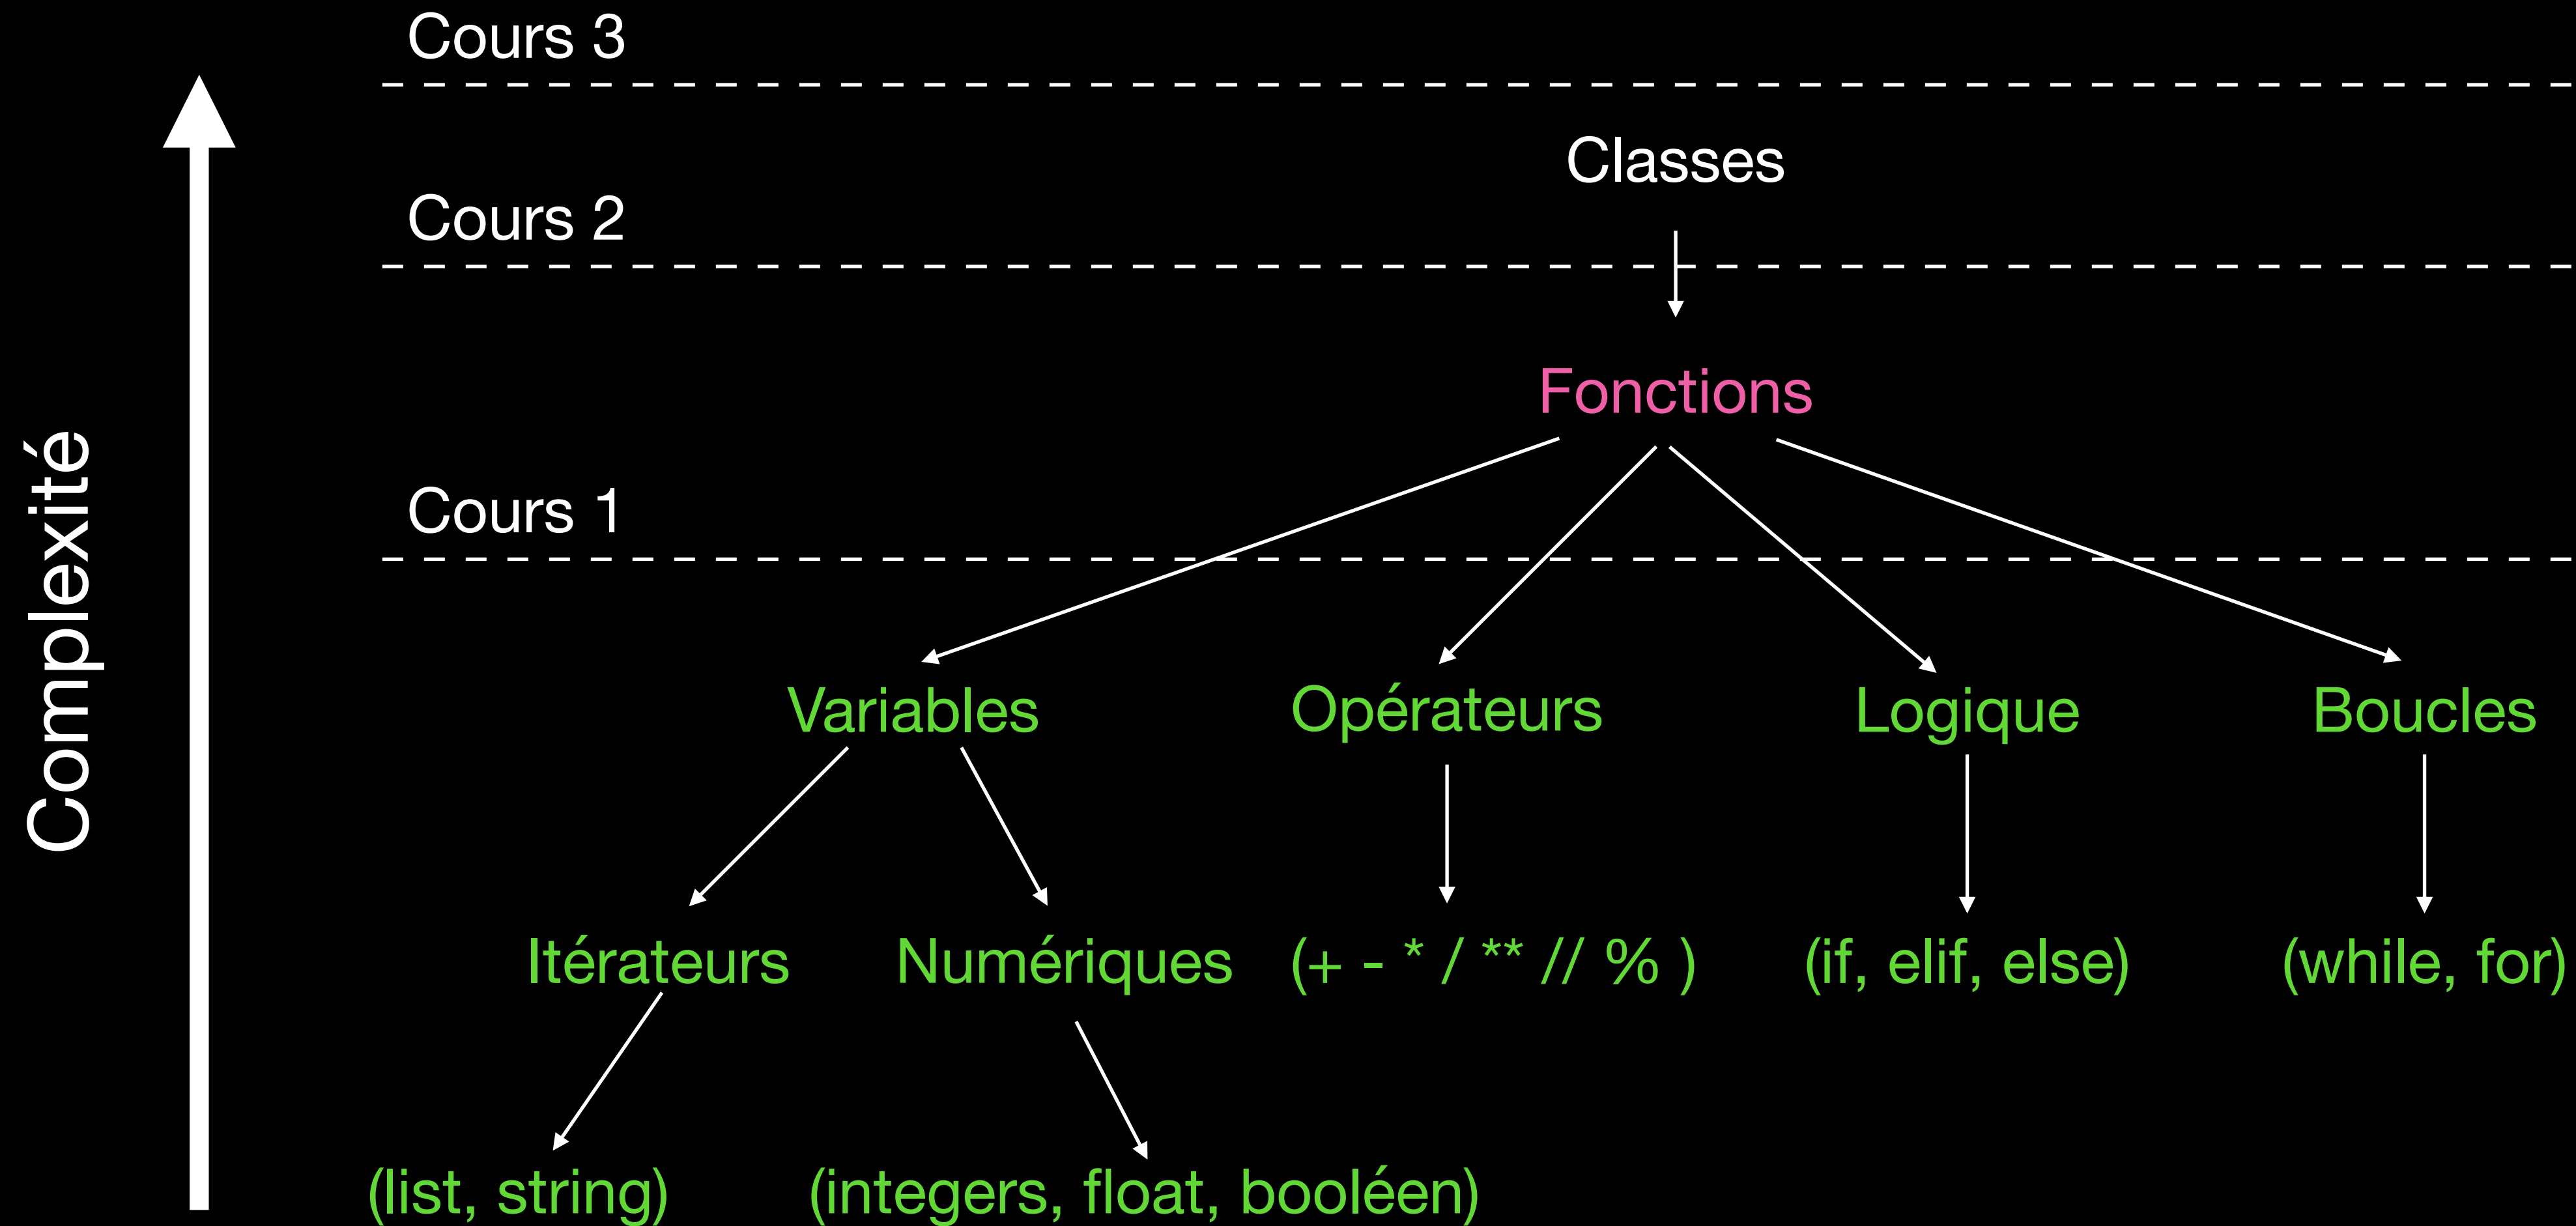 Cours 3
Classes
Cours 2
Fonctions
Cours 1
Complexité
Variables
Opérateurs
Logique
Boucles
Itérateurs
Numériques
(+ - * / ** // % )
(if, elif, else)
(while, for)
(list, string)
(integers, float, booléen)